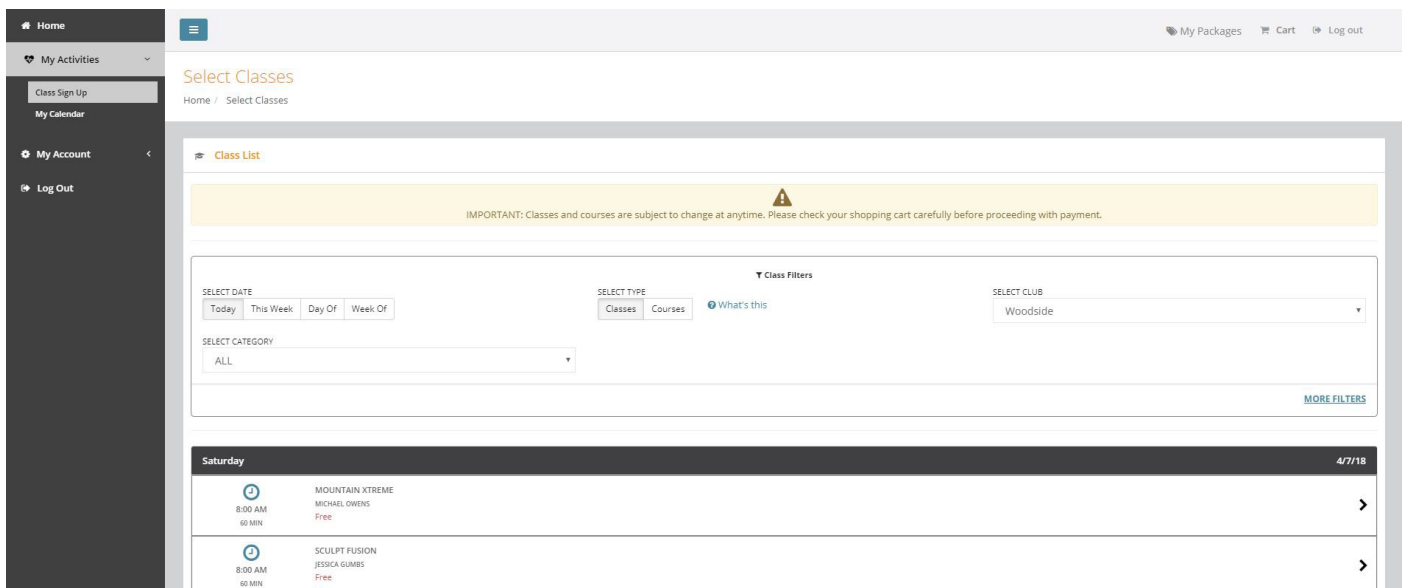 Home
My Activities
Class Sign Up
My Calendar
My Account
Log Out
My Packages Cart Log out
Select Classes
Home / Select Classes
Class List
IMPORTANT: Classes and courses are subject to change at anytime. Please check your shopping cart carefully before proceeding with payment.
Class Filters
SELECT DATE
Today This Week Day Of Week Of
SELECT TYPE
Classes Courses What's this
SELECT CLUB
Woodside
SELECT CATEGORY
ALL
MORE FILTERS
Saturday 4/7/18
8:00 AM
60 MIN
MOUNTAIN XTREME
MICHAEL OWENS
Free
8:00 AM
60 MIN
SCULPT FUSION
JESSICA GUMBS
Free